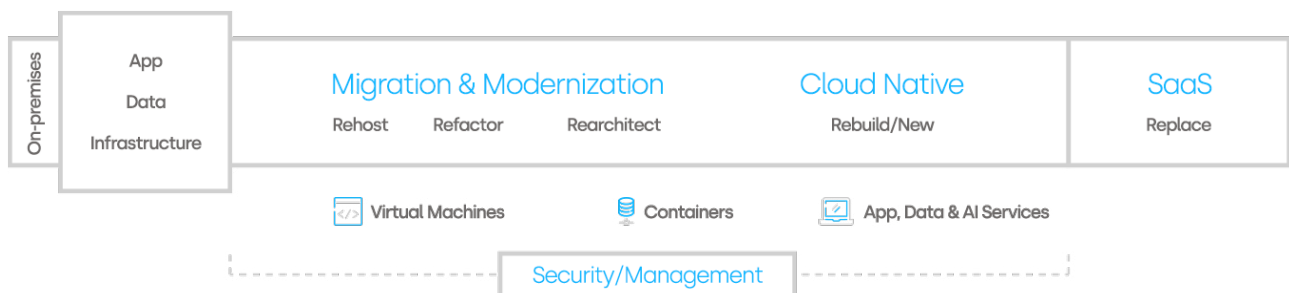 On-premises
App
Data
Infrastructure
Migration & Modernization
Rehost Refactor Rearchitect
Cloud Native
Rebuild/New
SaaS
Replace
Virtual Machines
Containers
App, Data & AI Services
Security/Management